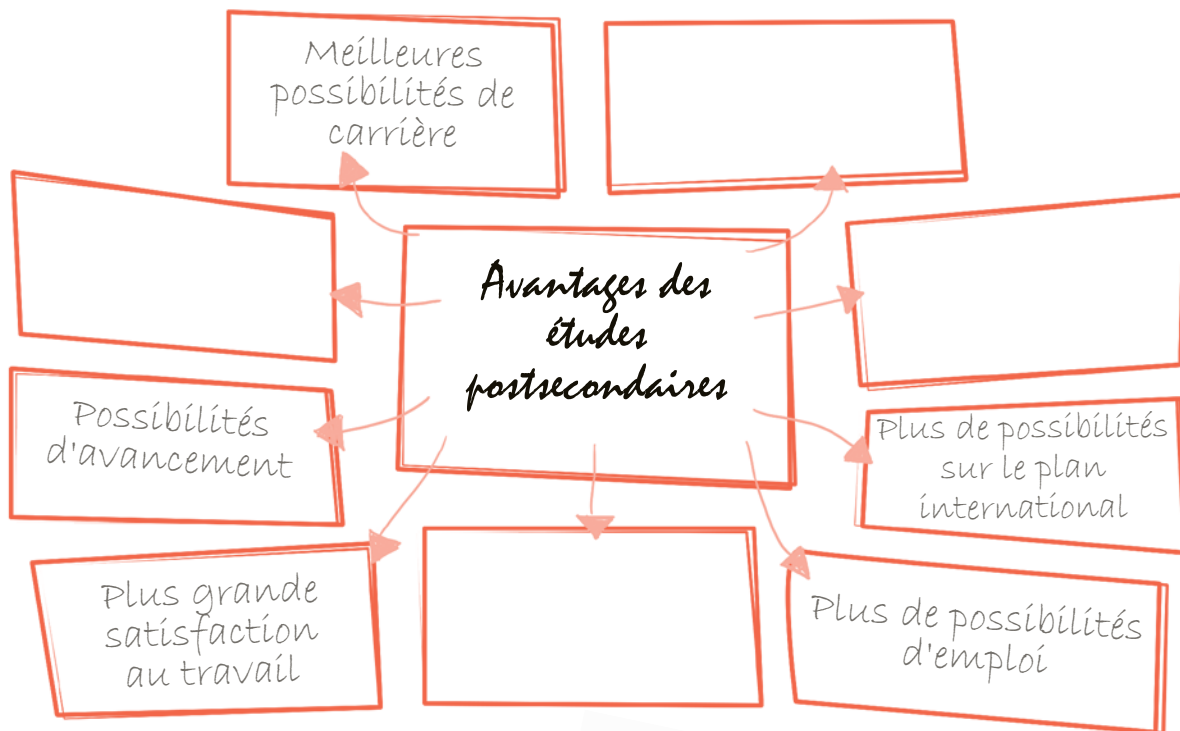 Meilleures
possibilités de
carrière
Avantages des
études
postsecondaires
Possibilités
d'avancement
Plus de possibilités
sur le plan
international
Plus grande
satisfaction
au travail
Plus de possibilités
d'emploi